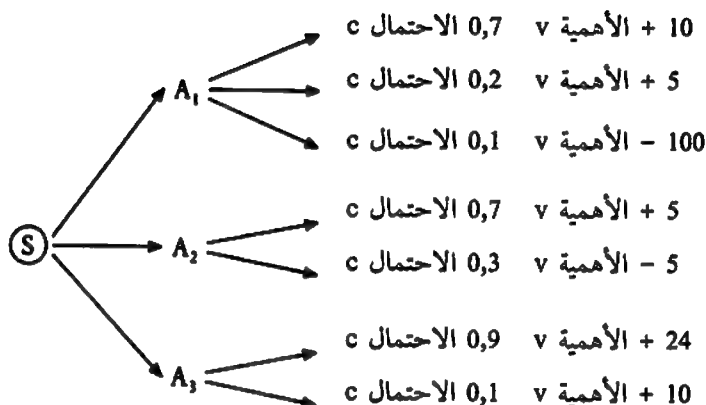 c الاحتمال 0,7 v الأهمية + 10
A₁ c الاحتمال 0,2 v الأهمية + 5
c الاحتمال 0,1 v الأهمية − 100
c الاحتمال 0,7 v الأهمية + 5
S A₂ c الاحتمال 0,3 v الأهمية − 5
c الاحتمال 0,9 v الأهمية + 24
A₃ c الاحتمال 0,1 v الأهمية + 10